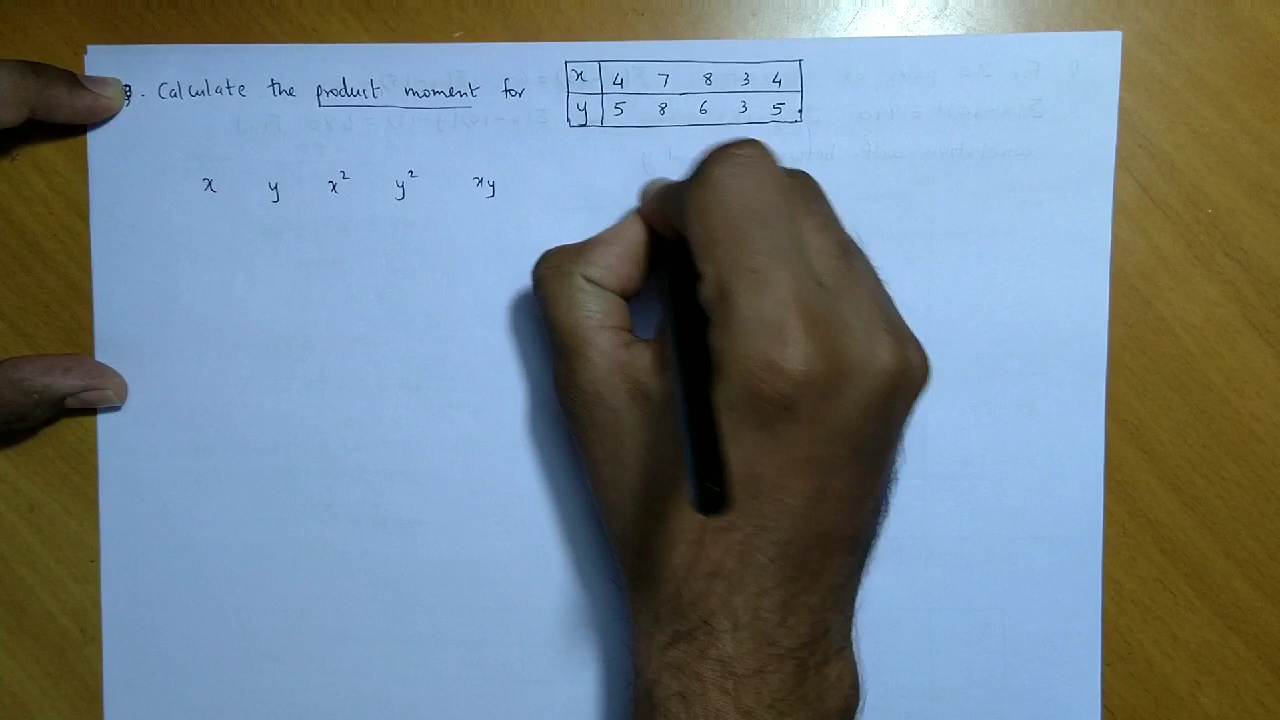 . Calculate the product moment for
x 4 7 8 3 4
y 5 8 6 3 5
x y x² y² xy